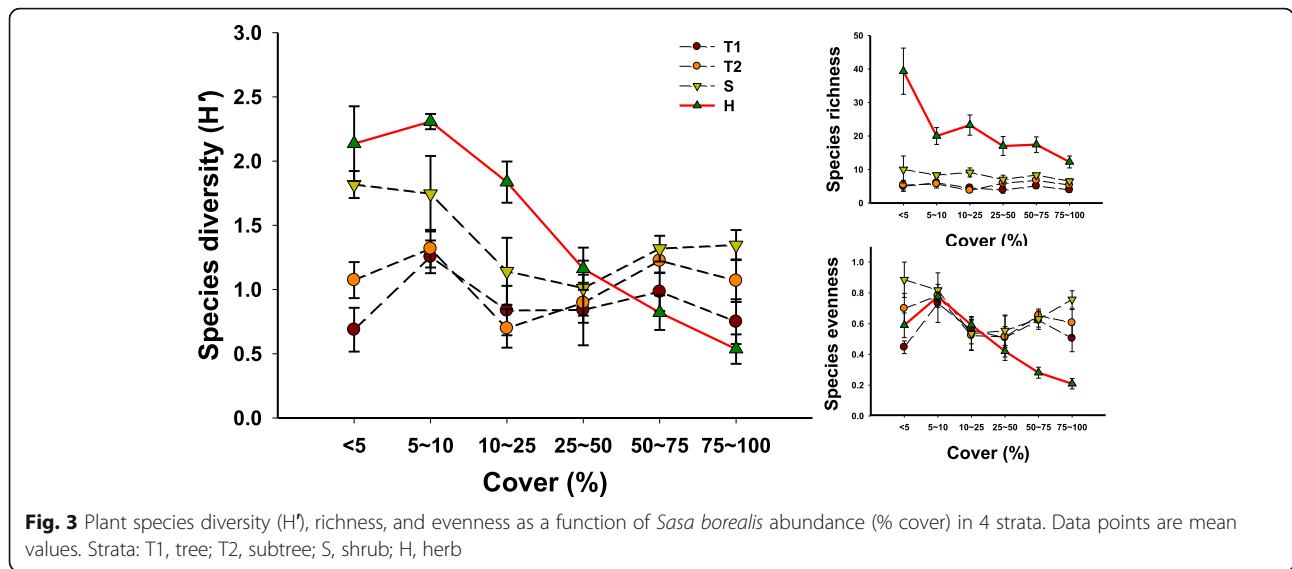 3.0
2.5
2.0
1.5
1.0
0.5
0.0
Species diversity (H')
<5 5~10 10~25 25~50 50~75 75~100
Cover (%)
T1
T2
S
H
50
40
30
20
10
0
Species richness
<5 5~10 10~25 25~50 50~75 75~100
Cover (%)
1.0
0.8
0.6
0.4
0.2
0.0
Species evenness
<5 5~10 10~25 25~50 50~75 75~100
Cover (%)
Fig. 3 Plant species diversity (H'), richness, and evenness as a function of Sasa borealis abundance (% cover) in 4 strata. Data points are mean
values. Strata: T1, tree; T2, subtree; S, shrub; H, herb